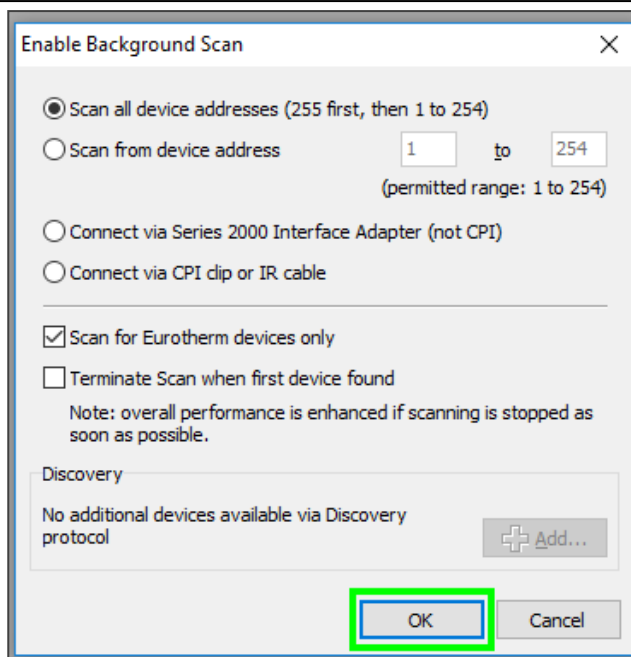 Enable Background Scan
Scan all device addresses (255 first, then 1 to 254)
Scan from device address 1 to 254
(permitted range: 1 to 254)
Connect via Series 2000 Interface Adapter (not CPI)
Connect via CPI clip or IR cable
Scan for Eurotherm devices only
Terminate Scan when first device found
Note: overall performance is enhanced if scanning is stopped as
soon as possible.
Discovery
No additional devices available via Discovery
protocol
Add...
OK Cancel